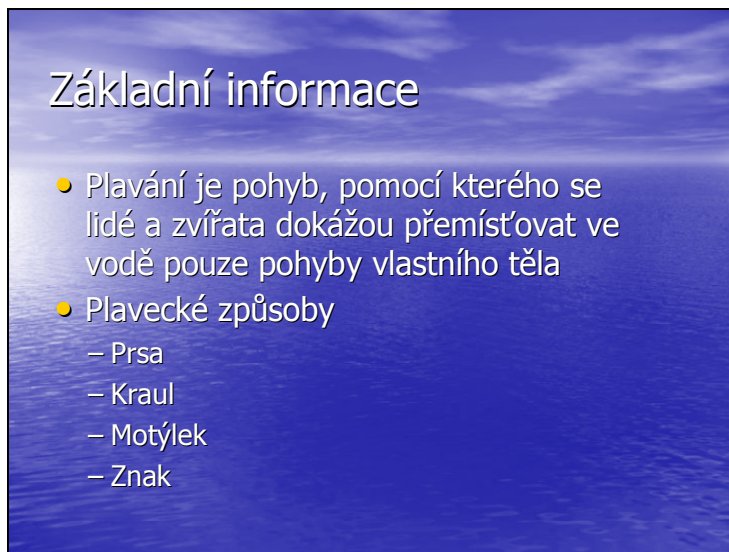 Základní informace
• Plavání je pohyb, pomocí kterého se
lidé a zvířata dokážou přemísťovat ve
vodě pouze pohyby vlastního těla
• Plavecké způsoby
– Prsa
– Kraul
– Motýlek
– Znak